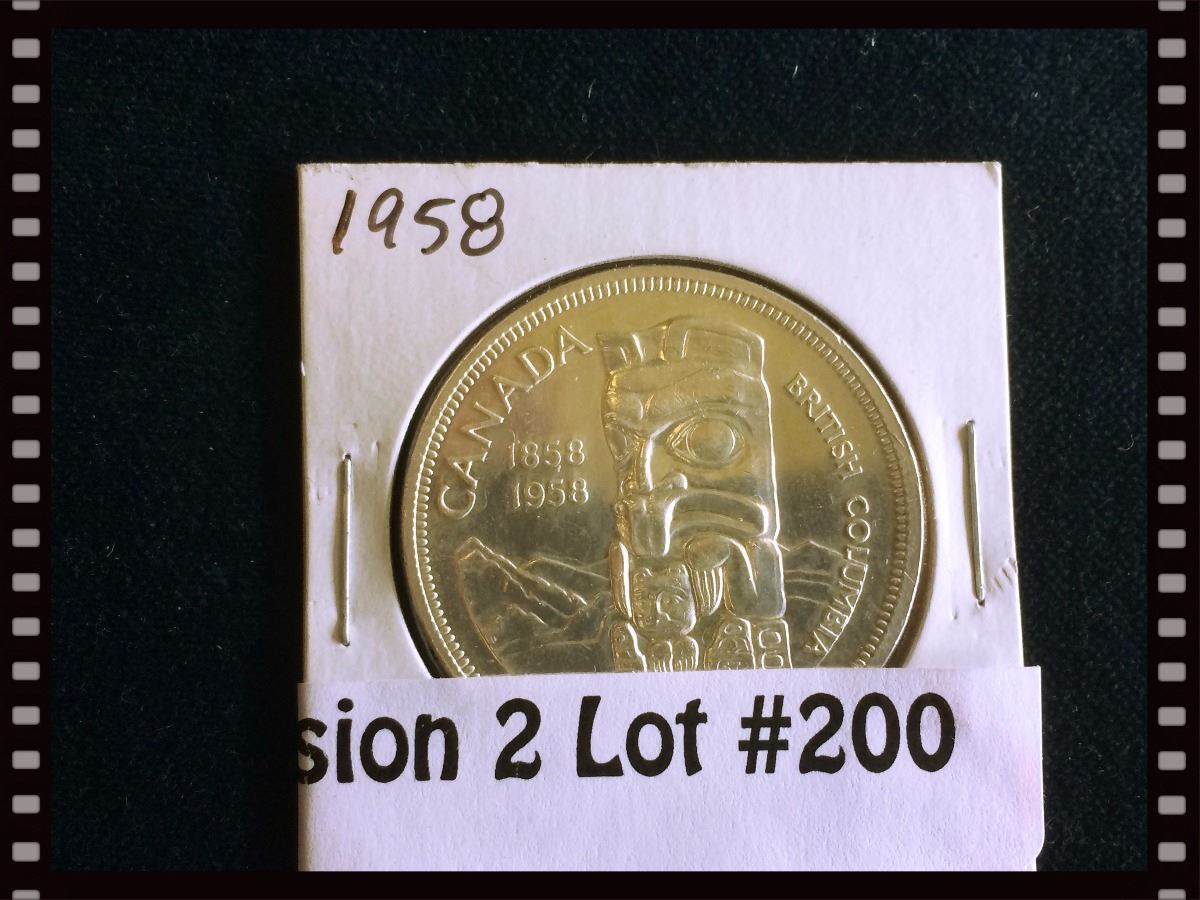 1958
CANADA
1858
1958
BRITISH COLUMBIA
sion 2 Lot #200